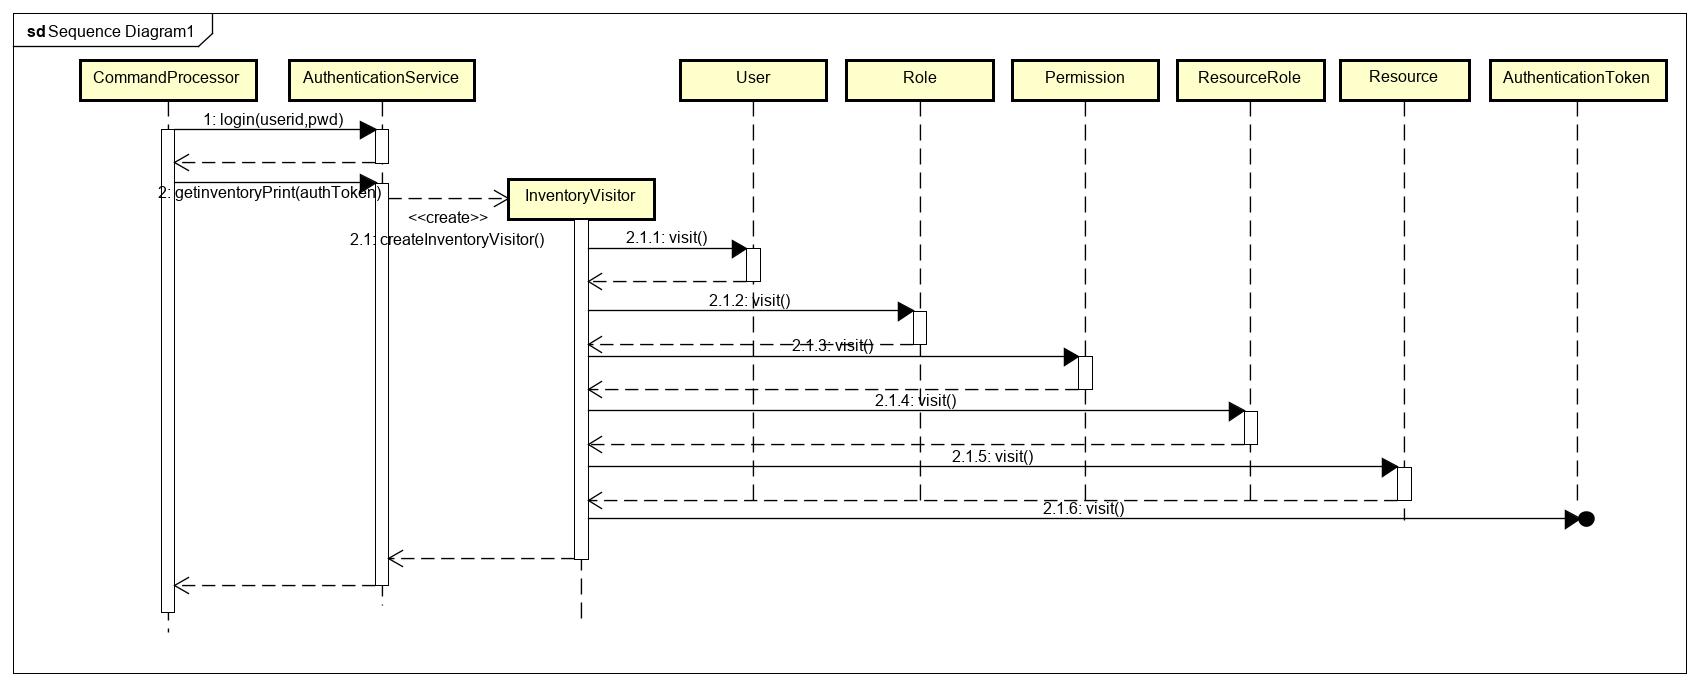 sd Sequence Diagram1
CommandProcessor
AuthenticationService
User
Role
Permission
ResourceRole
Resource
AuthenticationToken
1: login(userid,pwd)
2: getinventoryPrint(authToken)
InventoryVisitor
<<create>>
2.1: createInventoryVisitor()
2.1.1: visit()
2.1.2: visit()
2.1.3: visit()
2.1.4: visit()
2.1.5: visit()
2.1.6: visit()